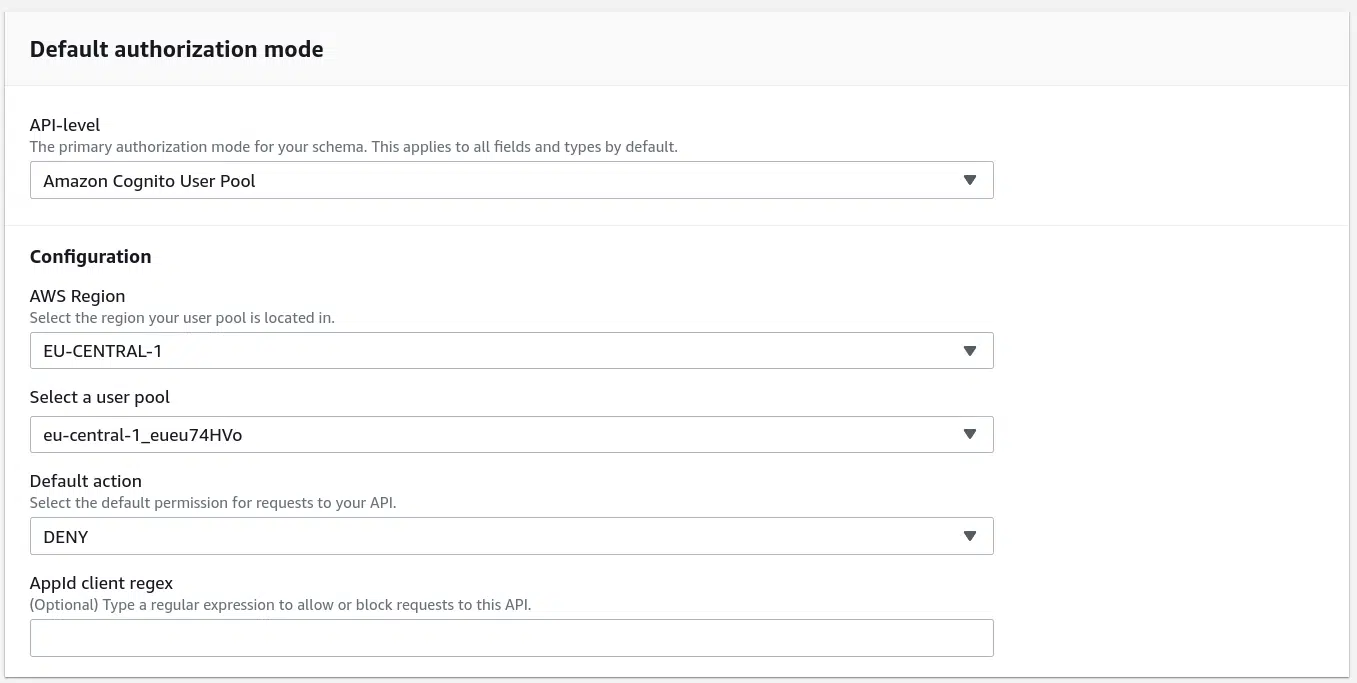 Default authorization mode
API-level
The primary authorization mode for your schema. This applies to all fields and types by default.
Amazon Cognito User Pool
Configuration
AWS Region
Select the region your user pool is located in.
EU-CENTRAL-1
Select a user pool
eu-central-1_eueu74HVo
Default action
Select the default permission for requests to your API.
DENY
AppId client regex
(Optional) Type a regular expression to allow or block requests to this API.